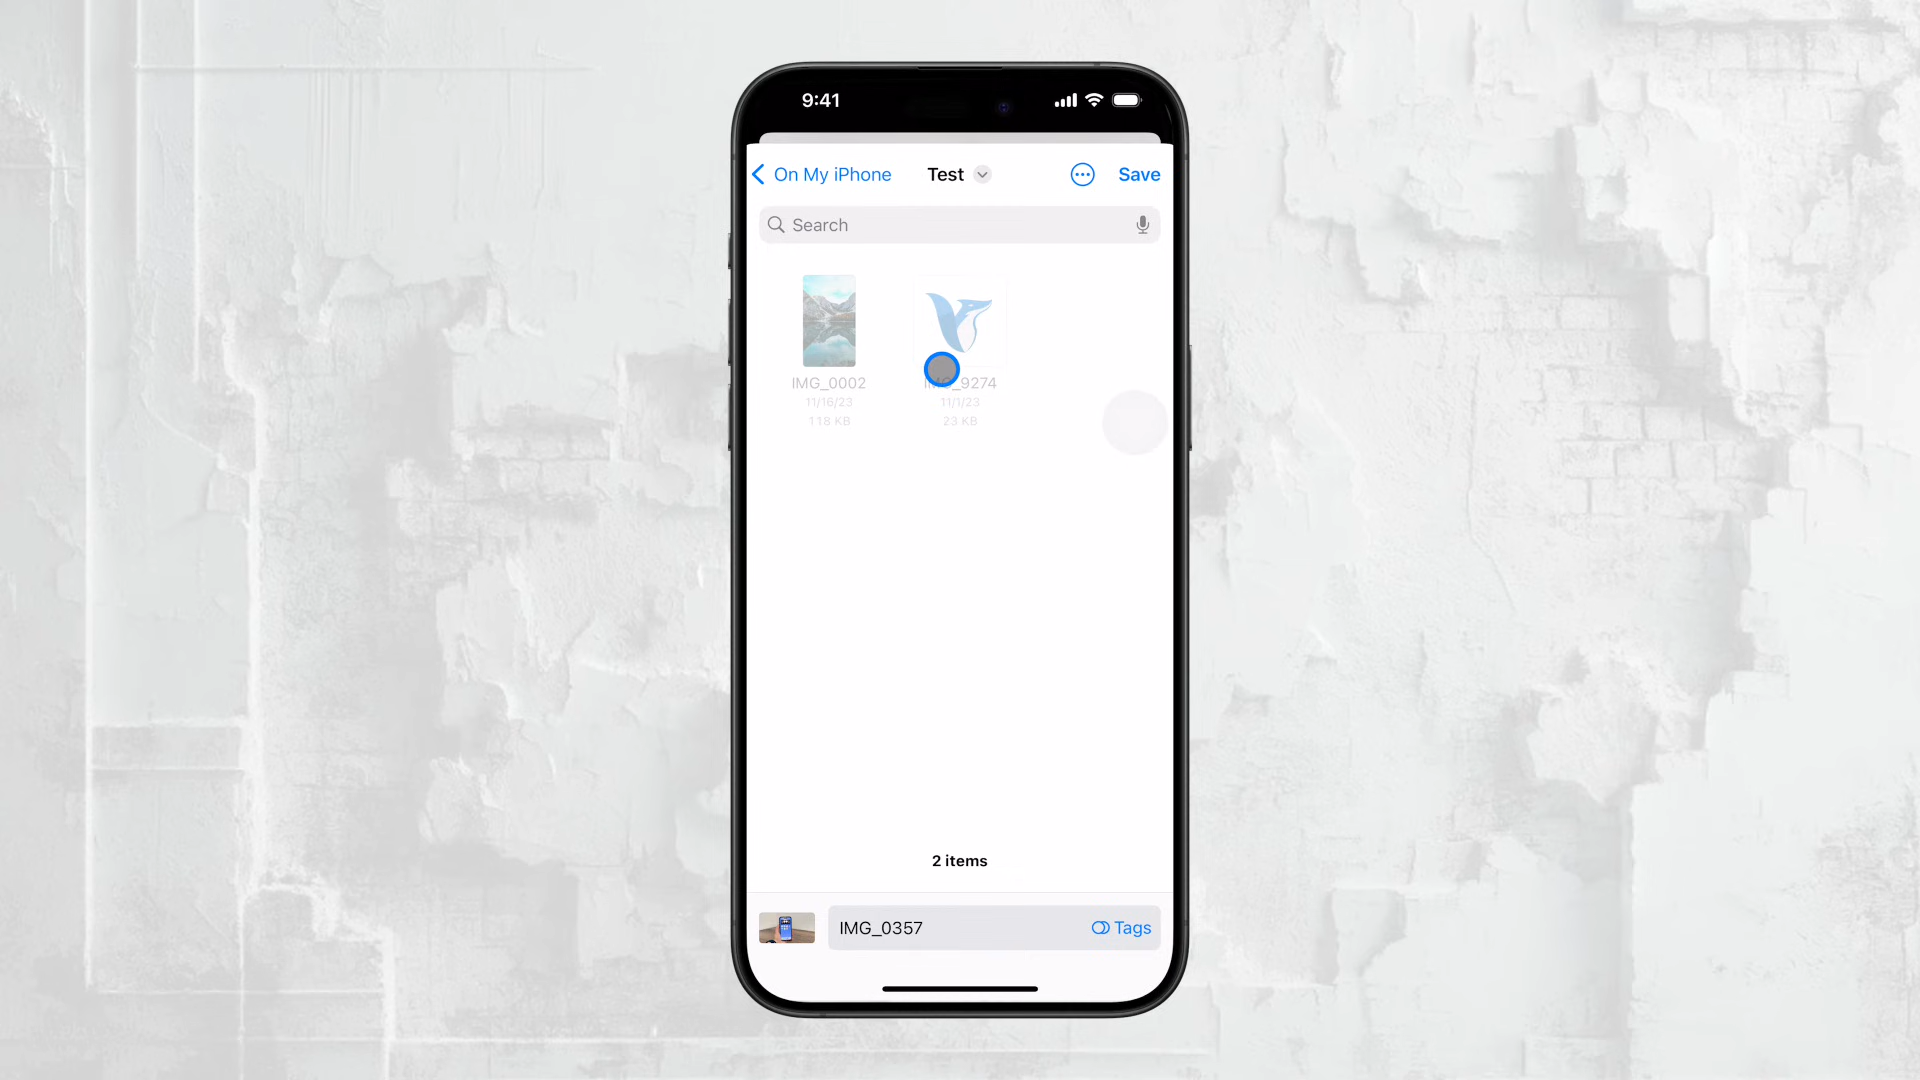 9:41
On My iPhone
Test
Save
Search
IMG_0002
11/16/23
118 KB
IMG_9274
11/1/23
23 KB
2 items
IMG_0357
Tags